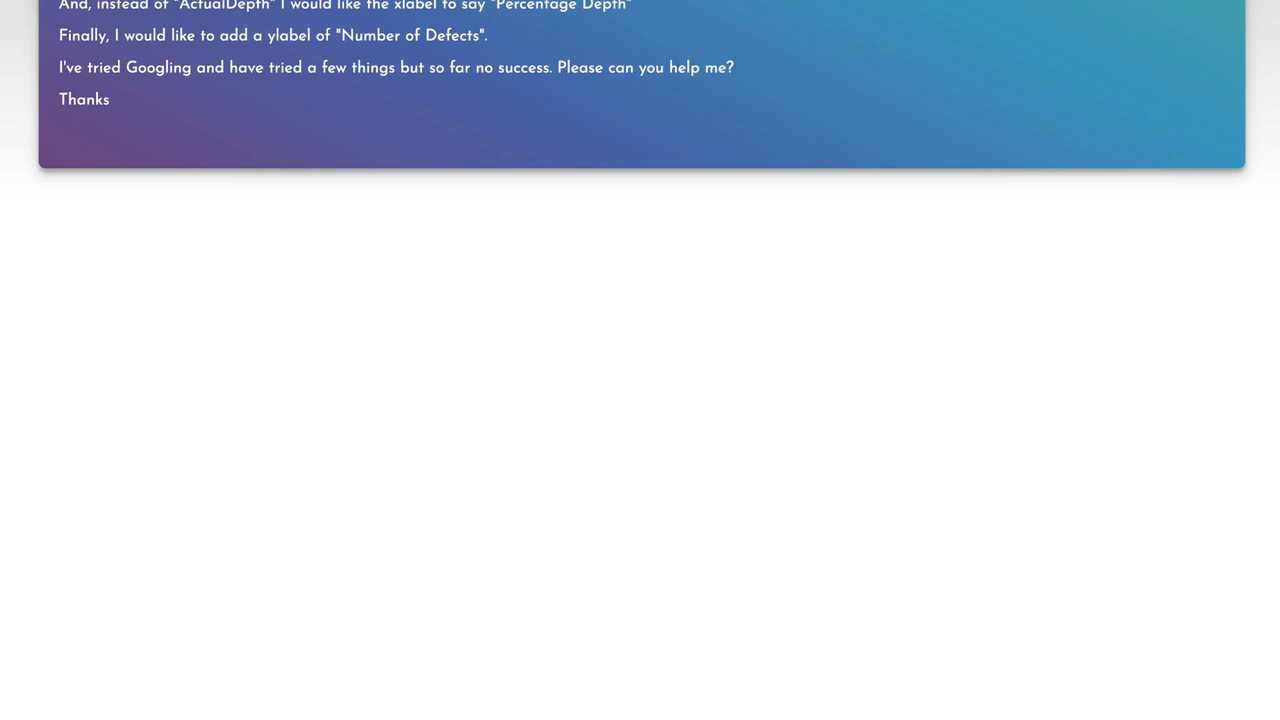 And, instead of "ActualDepth" I would like the xlabel to say "Percentage Depth"
Finally, I would like to add a ylabel of "Number of Defects".
I've tried Googling and have tried a few things but so far no success. Please can you help me?
Thanks